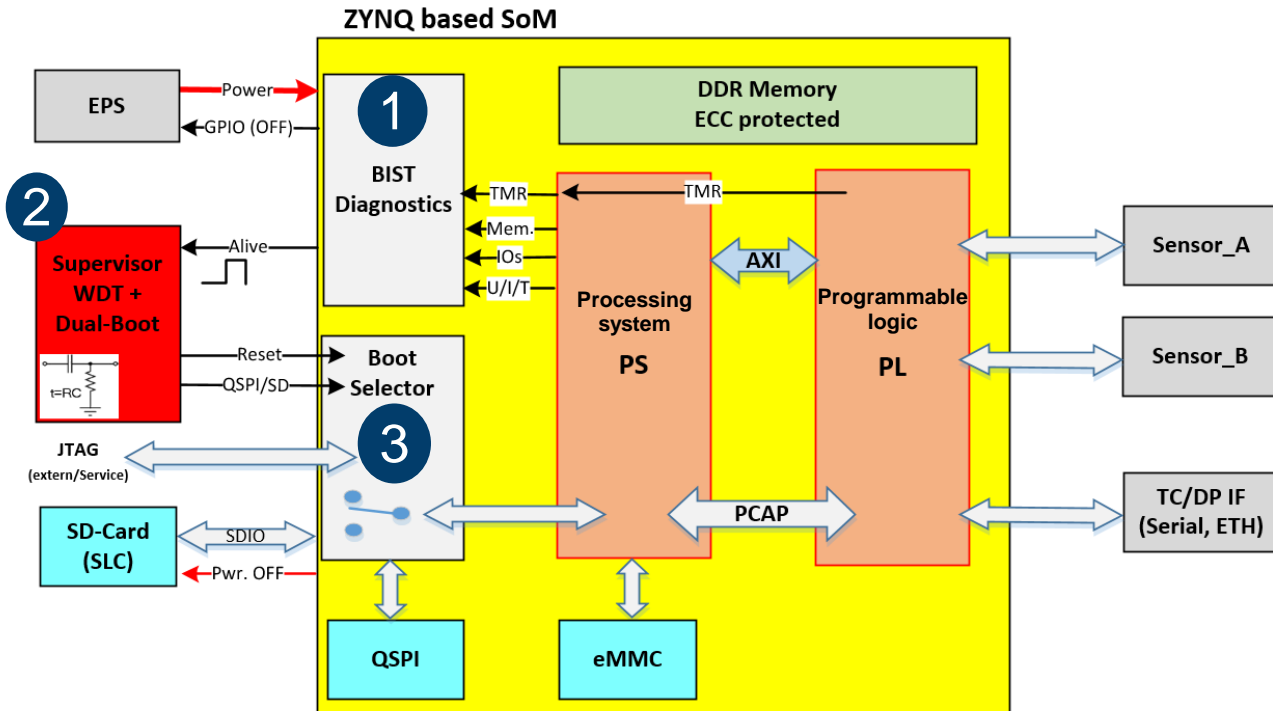 ZYNQ based SoM
EPS
Power
GPIO (OFF)
1
BIST
Diagnostics
DDR Memory
ECC protected
TMR
TMR
Mem.
IOs
U/I/T
2
Supervisor
WDT +
Dual-Boot
t=RC
Alive
Reset
QSPI/SD
Boot
Selector
3
Processing
system
PS
AXI
Programmable
logic
PL
PCAP
Sensor_A
Sensor_B
TC/DP IF
(Serial, ETH)
JTAG
(extern/Service)
SD-Card
(SLC)
SDIO
Pwr. OFF
QSPI
eMMC